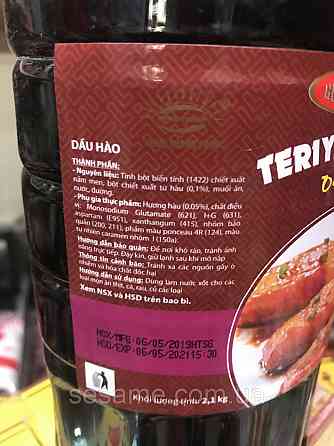 DẦU HÀO
THÀNH PHẦN:
- Nguyên liệu: Tinh bột biến tính (1422) chiết xuất
nấm men, bột chiết xuất từ hàu (0,1%), muối ăn,
nước, đường.
- Phụ gia thực phẩm: Hương hàu (0.05%), chất điều
vị: Monosodium Glutamate (621), H-G (631),
aspartam (E951), xanthangum (415), nhóm bảo
quản (200, 211), phẩm màu ponceau 4R (124), màu
tự nhiên caramen nhóm 1(150a).
Hướng dẫn bảo quản: Để nơi khô ráo, tránh ánh
nắng trực tiếp. Đậy kín, giữ lạnh sau khi mở nắp
Thông tin cảnh báo: Tránh xa các nguồn gây ô
nhiễm và hóa chất độc hại
Hướng dẫn sử dụng: Dùng làm nước xốt cho các
loại món ăn thịt, cá, rau, củ các loại
Xem NSX và HSD trên bao bì.
TERIY
NSX/MFG 06/05/2019HTSG
HSD/EXP 06/05/202115:30
Khối lượng tịnh: 2,1 kg
sesame.com.ua